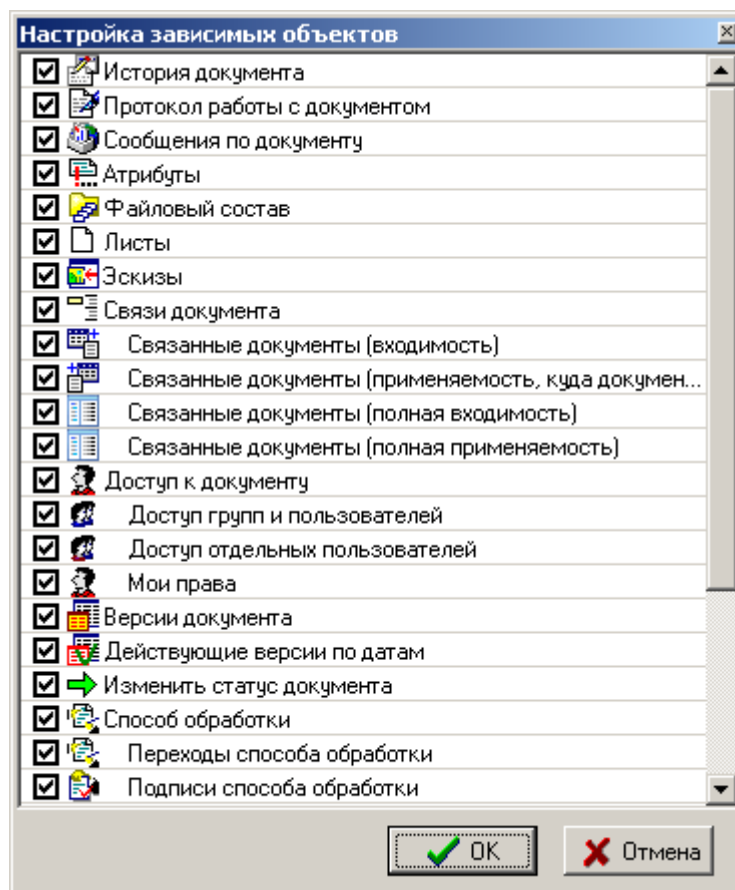 Настройка зависимых объектов
История документа
Протокол работы с документом
Сообщения по документу
Атрибуты
Файловый состав
Листы
Эскизы
Связи документа
Связанные документы (входимость)
Связанные документы (применяемость, куда докумен...
Связанные документы (полная входимость)
Связанные документы (полная применяемость)
Доступ к документу
Доступ групп и пользователей
Доступ отдельных пользователей
Мои права
Версии документа
Действующие версии по датам
Изменить статус документа
Способ обработки
Переходы способа обработки
Подписи способа обработки
OK Отмена